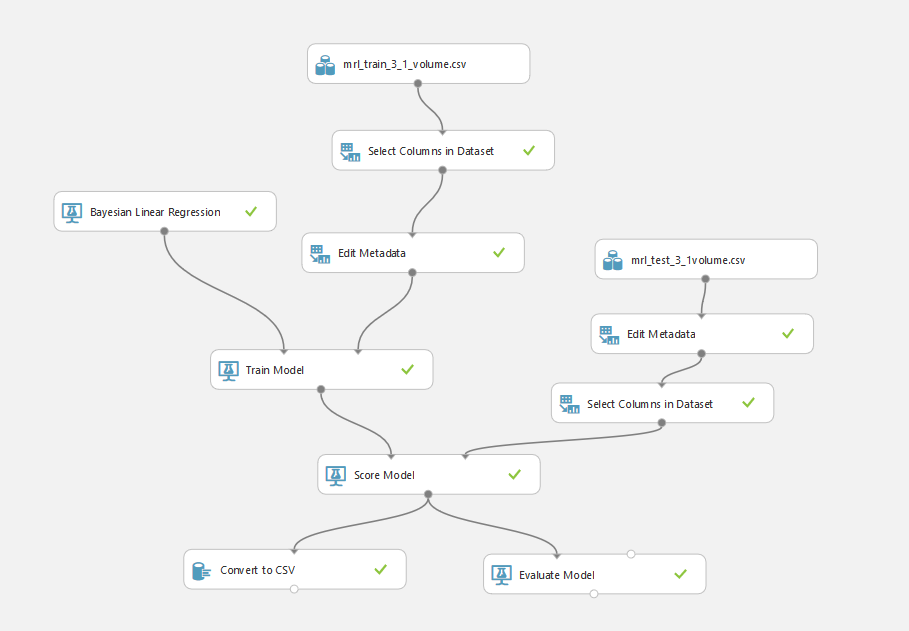 mrl_train_3_1_volume.csv
Select Columns in Dataset
Bayesian Linear Regression
Edit Metadata
mrl_test_3_1volume.csv
Edit Metadata
Train Model
Select Columns in Dataset
Score Model
Convert to CSV
Evaluate Model